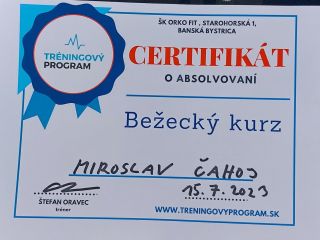 ŠK ORKO FIT , STAROHORSKÁ 1,
BANSKÁ BYSTRICA
TRÉNINGOVÝ
PROGRAM
CERTIFIKÁT
O ABSOLVOVANÍ
Bežecký kurz
MIROSLAV ČAHOJ
15.7.2023
ŠTEFAN ORAVEC
tréner
WWW.TRENINGOVYPROGRAM.SK